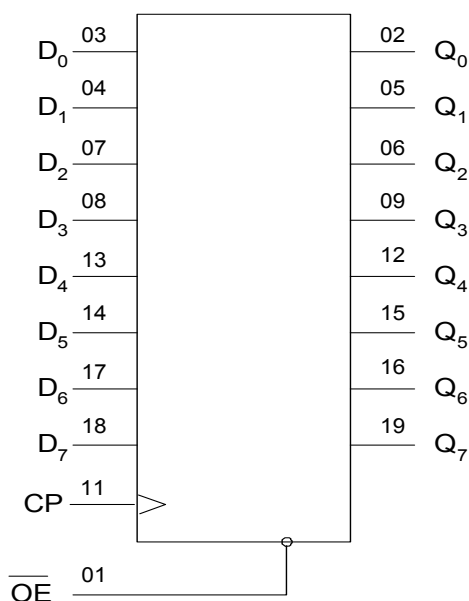 D₀ 03 02 Q₀
D₁ 04 05 Q₁
D₂ 07 06 Q₂
D₃ 08 09 Q₃
D₄ 13 12 Q₄
D₅ 14 15 Q₅
D₆ 17 16 Q₆
D₇ 18 19 Q₇
CP 11
O̅E̅ 01